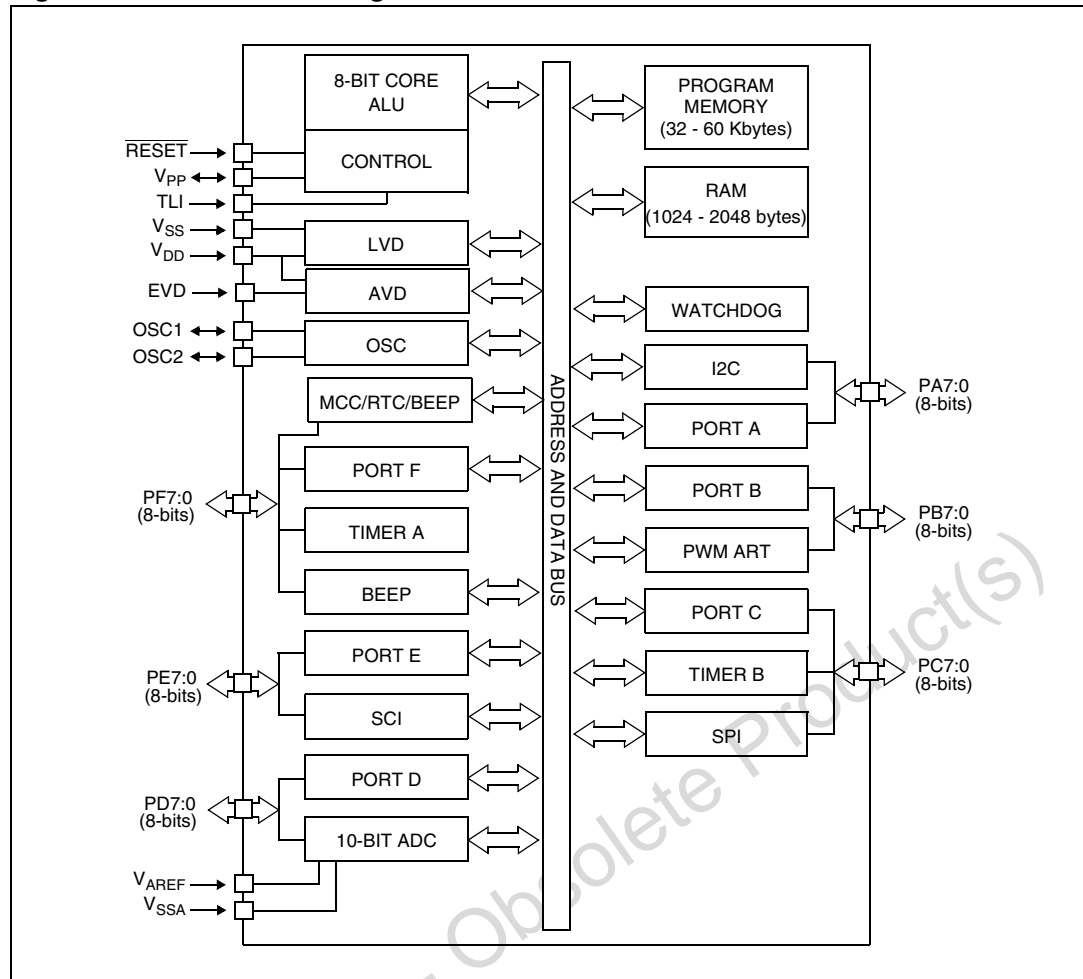 8-BIT CORE
ALU
CONTROL
RESET
VPP
TLI
VSS
VDD
EVD
OSC1
OSC2
LVD
AVD
OSC
MCC/RTC/BEEP
PORT F
TIMER A
BEEP
PF7:0
(8-bits)
PORT E
SCI
PE7:0
(8-bits)
PORT D
10-BIT ADC
PD7:0
(8-bits)
VAREF
VSSA
ADDRESS AND DATA BUS
PROGRAM
MEMORY
(32 - 60 Kbytes)
RAM
(1024 - 2048 bytes)
WATCHDOG
I2C
PORT A
PA7:0
(8-bits)
PORT B
PWM ART
PB7:0
(8-bits)
PORT C
TIMER B
SPI
PC7:0
(8-bits)
Obsolete Product(s)